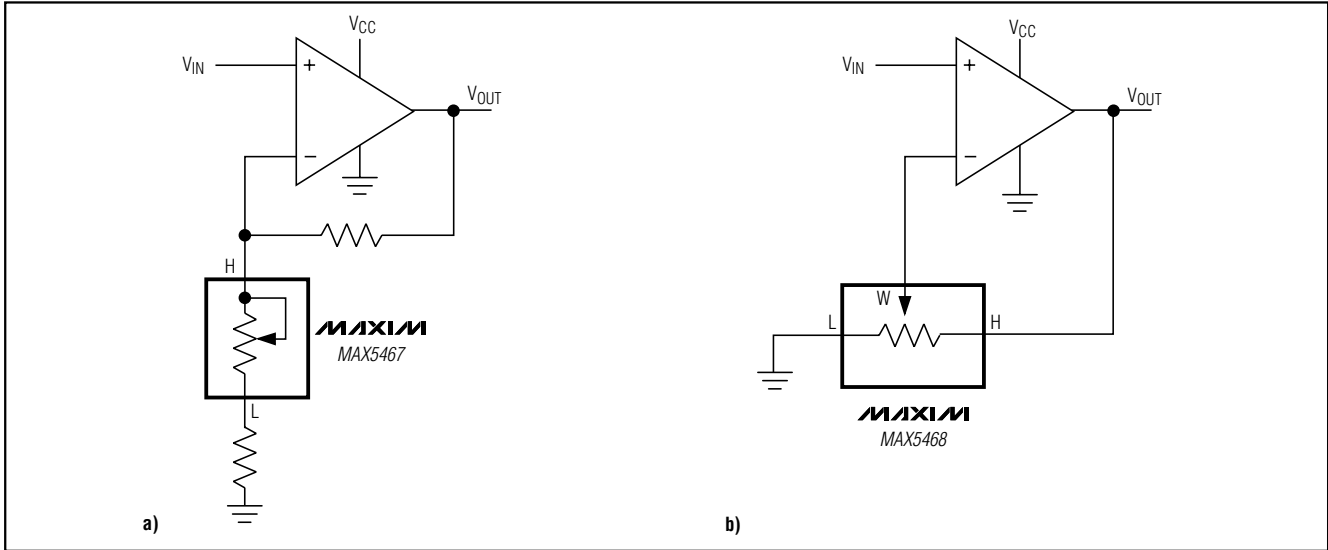 VCC
VIN
+
VOUT
−
H
MAXIM
MAX5467
L
a)
VCC
VIN
+
VOUT
−
W
L
H
MAXIM
MAX5468
b)